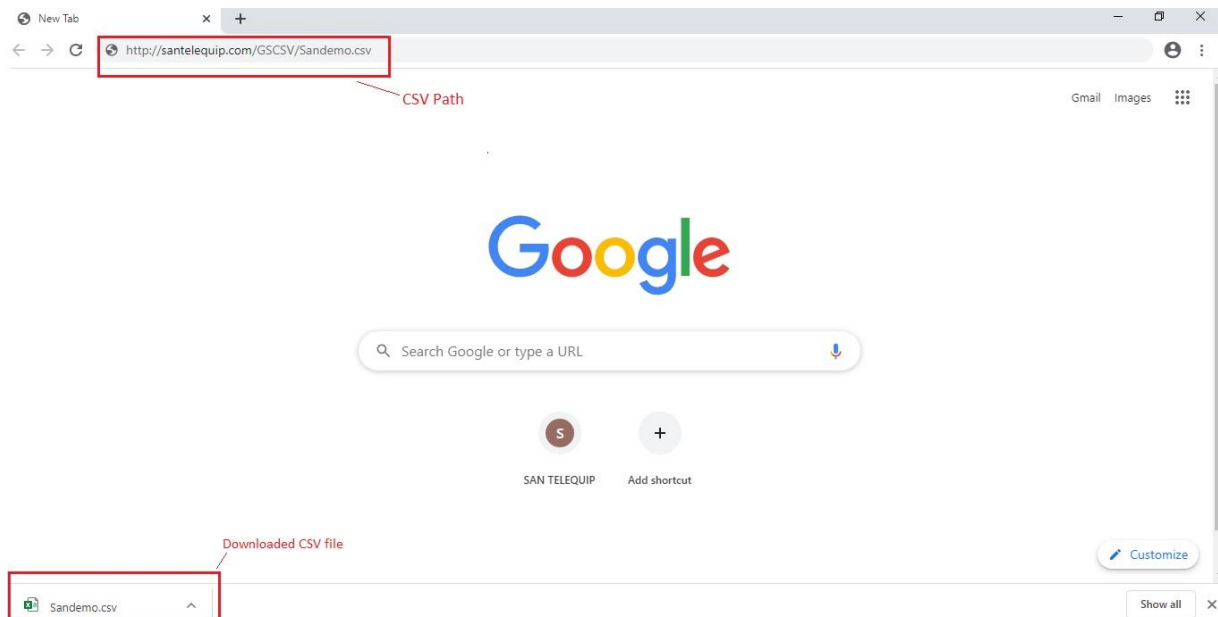 New Tab
http://santelequip.com/GSCSV/Sandemo.csv
CSV Path
Gmail Images
Google
Search Google or type a URL
S
SAN TELEQUIP Add shortcut
Downloaded CSV file
Customize
Sandemo.csv
Show all